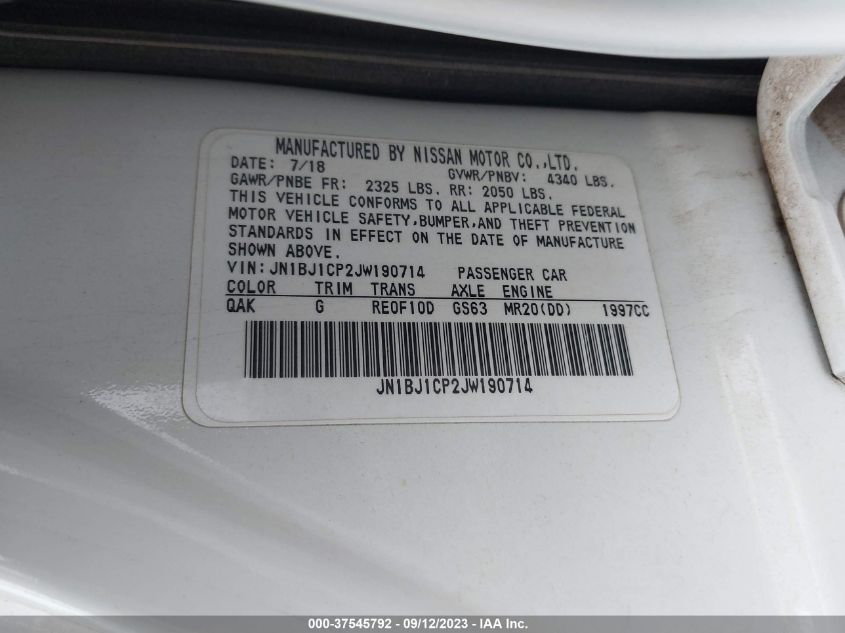 MANUFACTURED BY NISSAN MOTOR CO.,LTD.
DATE: 7/18 GVWR/PNBV: 4340 LBS.
GAWR/PNBE FR: 2325 LBS. RR: 2050 LBS.
THIS VEHICLE CONFORMS TO ALL APPLICABLE FEDERAL
MOTOR VEHICLE SAFETY,BUMPER,AND THEFT PREVENTION
STANDARDS IN EFFECT ON THE DATE OF MANUFACTURE
SHOWN ABOVE.
VIN:JN1BJ1CP2JW190714 PASSENGER CAR
COLOR TRIM TRANS AXLE ENGINE
QAK G RE0F10D GS63 MR20(DD) 1997CC
JN1BJ1CP2JW190714
000-37545792 - 09/12/2023 - IAA Inc.